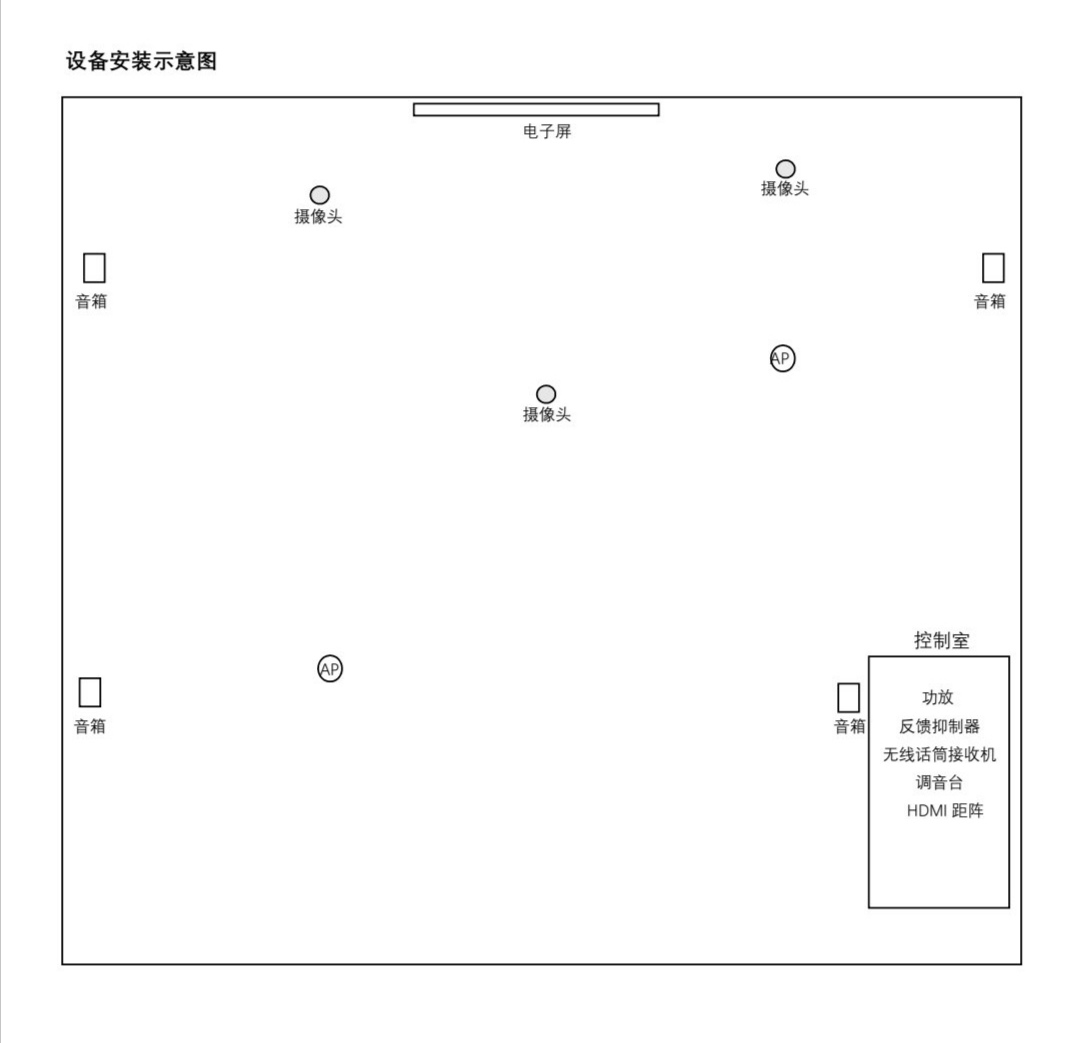 设备安装示意图
电子屏
摄像头
摄像头
音箱
音箱
AP
摄像头
控制室
AP
功放
音箱
音箱
反馈抑制器
无线话筒接收机
调音台
HDMI 距阵